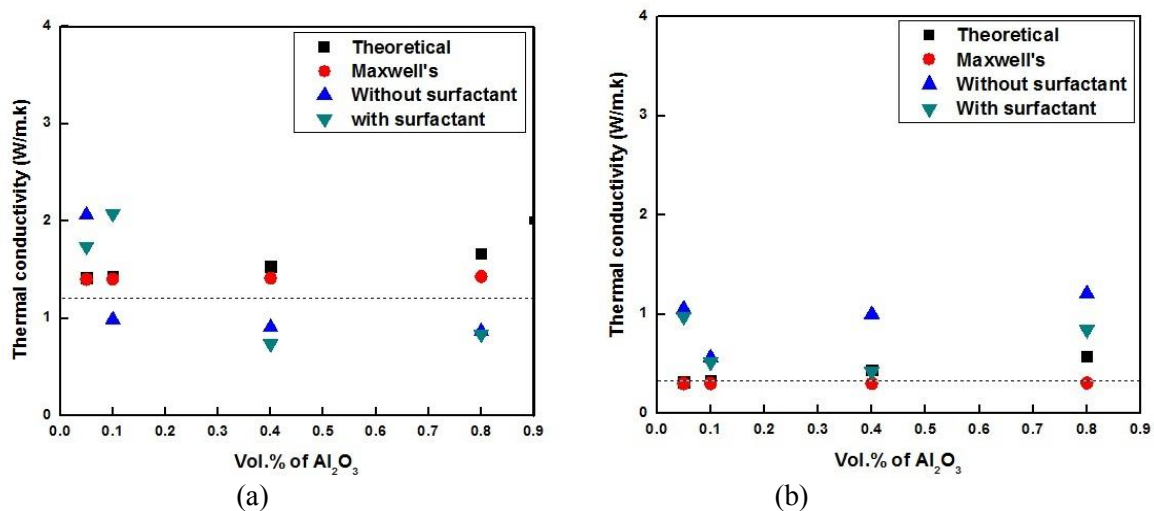 4
3
2
1
0
Thermal conductivity (W/m.k)
Theoretical
Maxwell's
Without surfactant
with surfactant
0.0 0.1 0.2 0.3 0.4 0.5 0.6 0.7 0.8 0.9
Vol.% of Al₂O₃
(a)
4
3
2
1
0
Thermal conductivity (W/m.k)
Theoretical
Maxwell's
Without surfactant
With surfactant
0.0 0.1 0.2 0.3 0.4 0.5 0.6 0.7 0.8 0.9
Vol.% of Al₂O₃
(b)